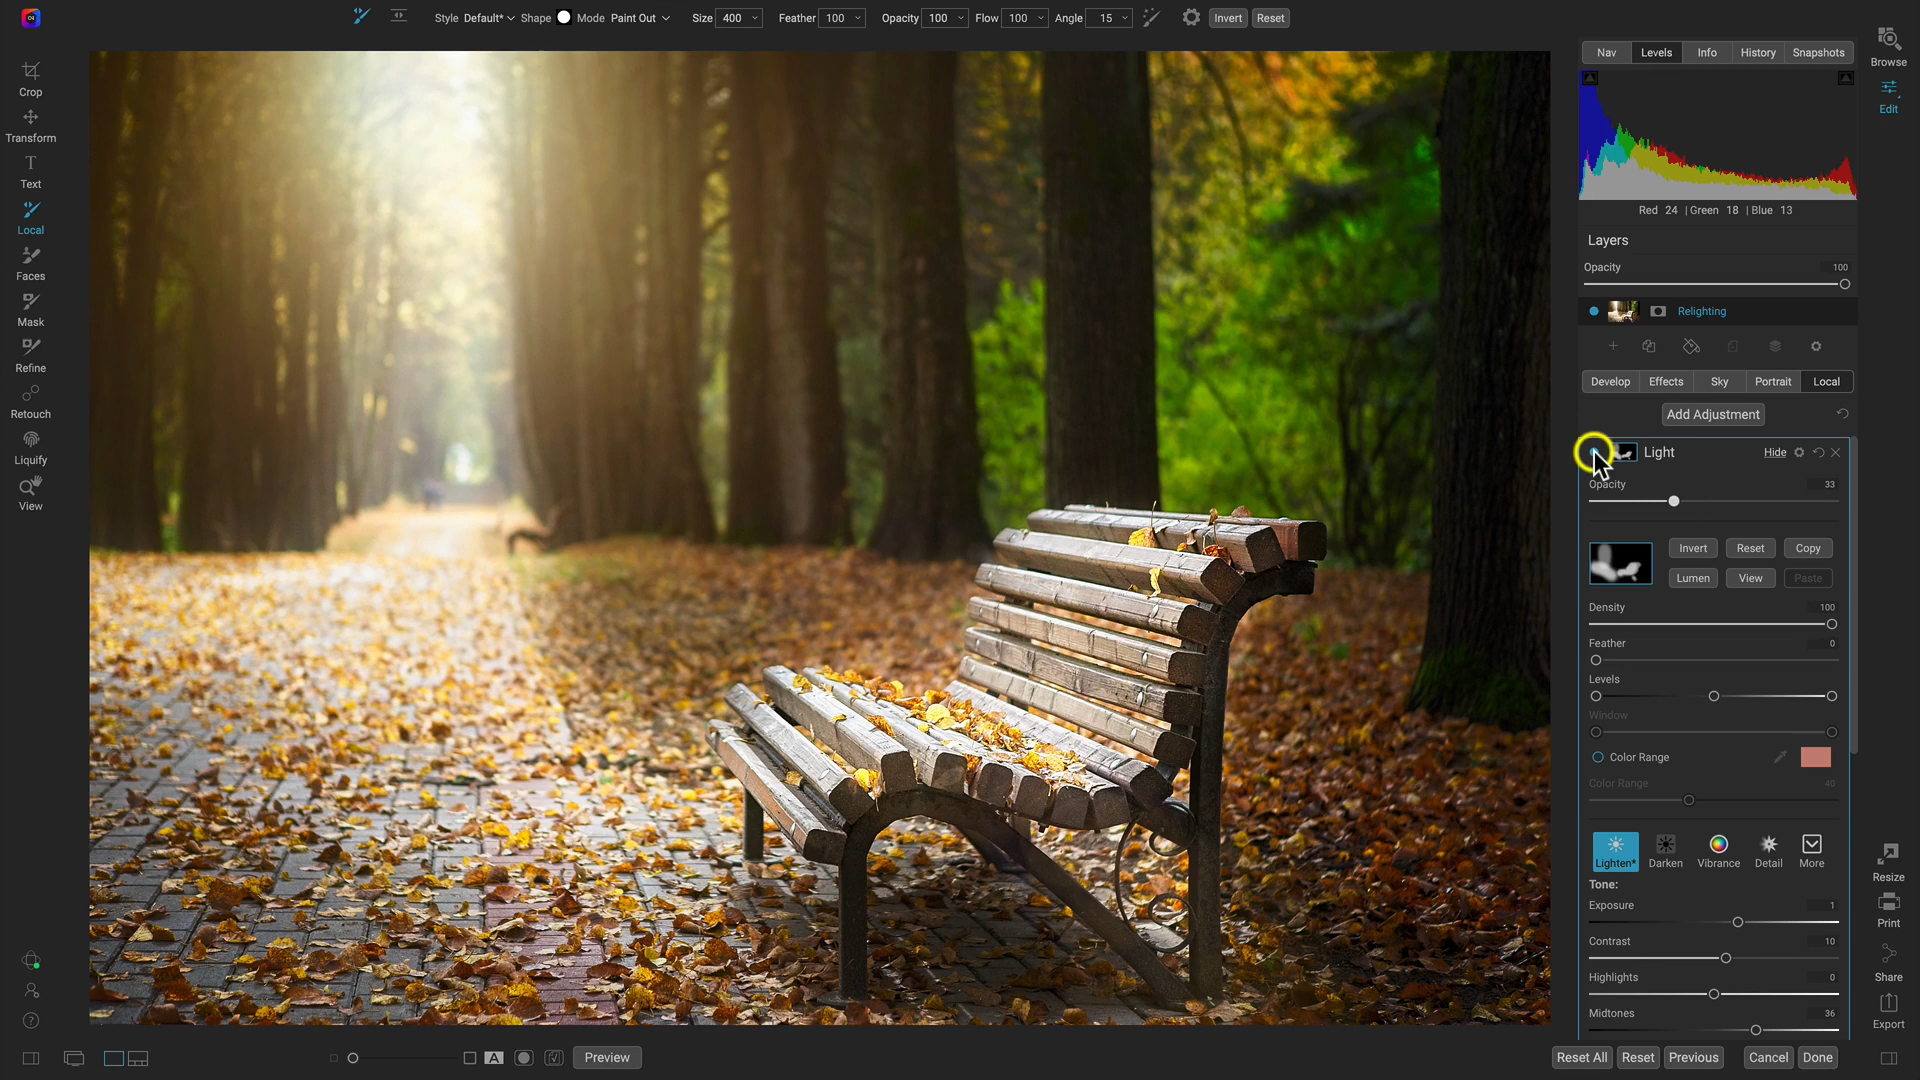 Style Default* Shape Mode Paint Out Size 400 Feather 100 Opacity 100 Flow 100 Angle 15 Invert Reset
Crop
Transform
Text
Local
Faces
Mask
Refine
Retouch
Liquify
View
Nav Levels Info History Snapshots
Red 24 | Green 18 | Blue 13
Layers
Opacity 100
Relighting
Develop Effects Sky Portrait Local
Add Adjustment
Light Hide
Opacity 33
Invert Reset Copy
Lumen View Paste
Density 100
Feather 0
Levels
Window
Color Range
Color Range 40
Lighten* Darken Vibrance Detail More
Tone:
Exposure 1
Contrast 10
Highlights 0
Midtones 36
Browse
Edit
Resize
Print
Share
Export
A Preview Reset All Reset Previous Cancel Done